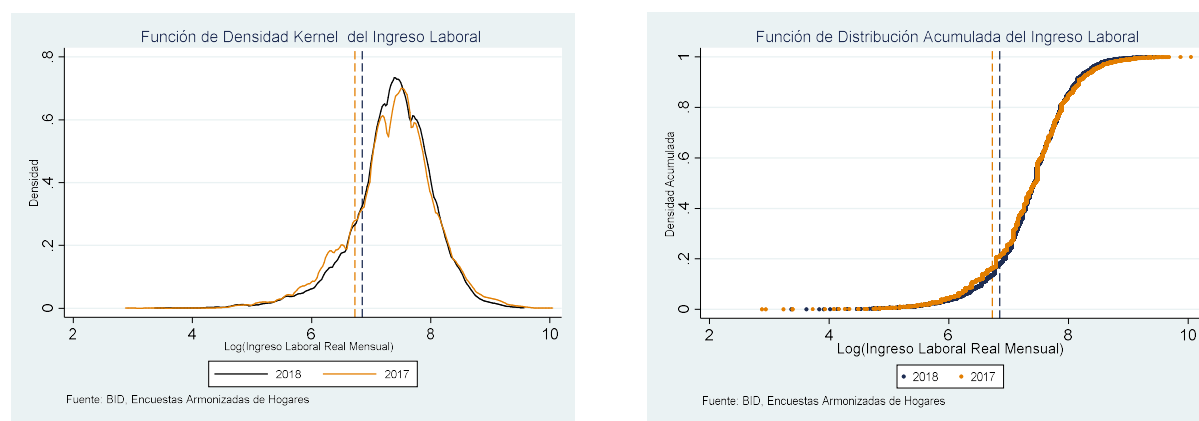 Función de Densidad Kernel  del Ingreso Laboral
.8
.6
.4
.2
0
Densidad
2 4 6 8 10
Log(Ingreso Laboral Real Mensual)
2018 2017
Fuente: BID, Encuestas Armonizadas de Hogares
Función de Distribución Acumulada del Ingreso Laboral
1
.8
.6
.4
.2
0
Densidad Acumulada
2 4 6 8 10
Log(Ingreso Laboral Real Mensual)
2018 2017
Fuente: BID, Encuestas Armonizadas de Hogares